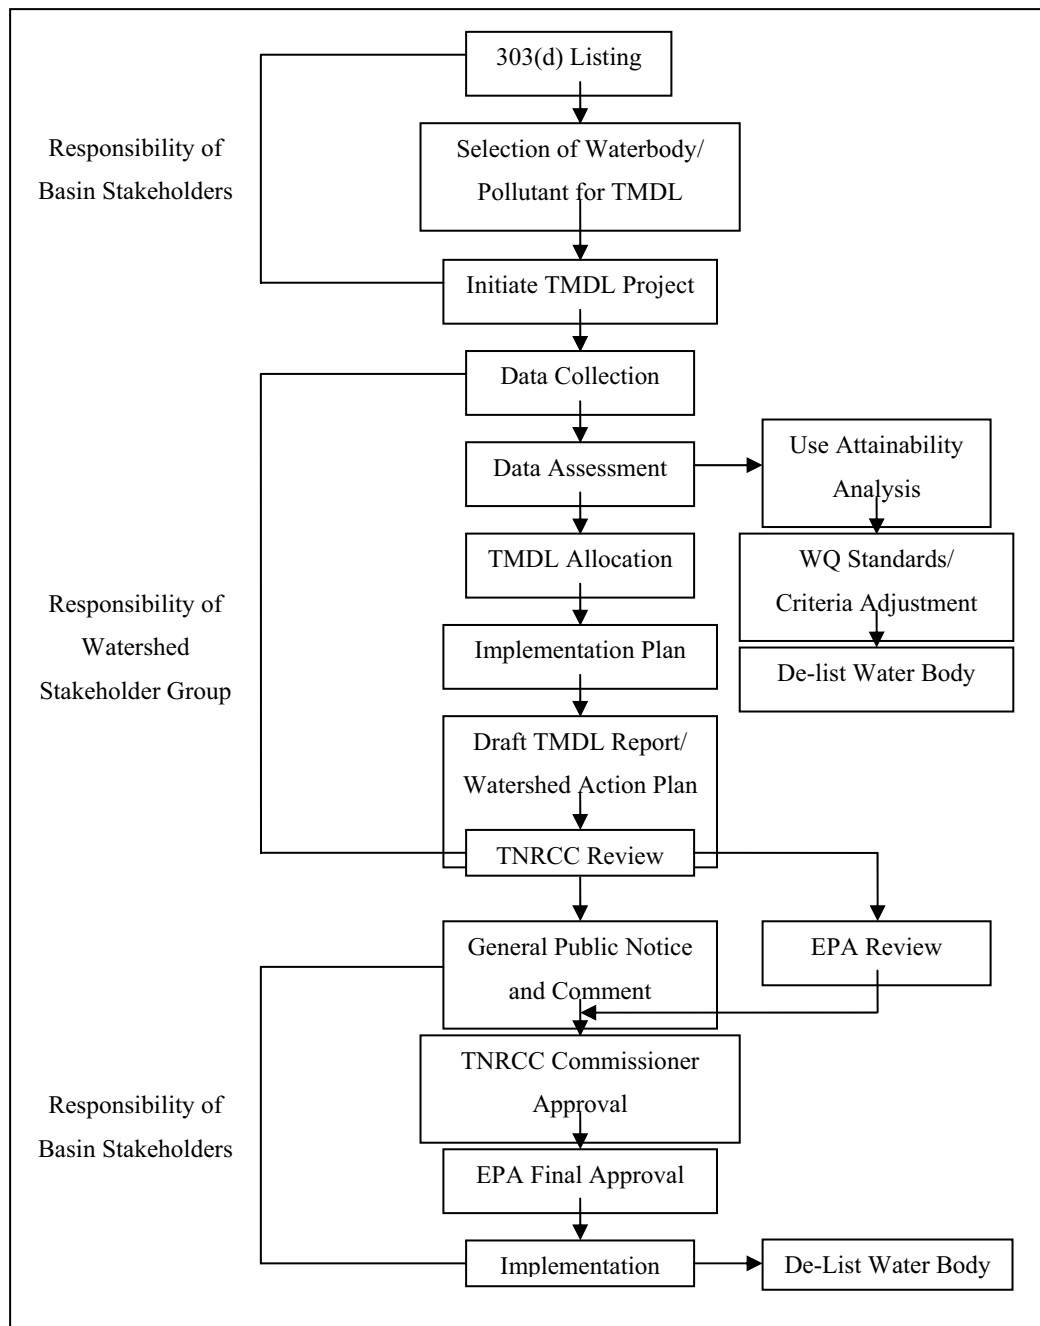 303(d) Listing
Responsibility of
Basin Stakeholders
Selection of Waterbody/
Pollutant for TMDL
Initiate TMDL Project
Data Collection
Data Assessment
Use Attainability
Analysis
TMDL Allocation
WQ Standards/
Criteria Adjustment
Responsibility of
Watershed
Stakeholder Group
Implementation Plan
De-list Water Body
Draft TMDL Report/
Watershed Action Plan
TNRCC Review
General Public Notice
and Comment
EPA Review
TNRCC Commissioner
Approval
Responsibility of
Basin Stakeholders
EPA Final Approval
Implementation
De-List Water Body